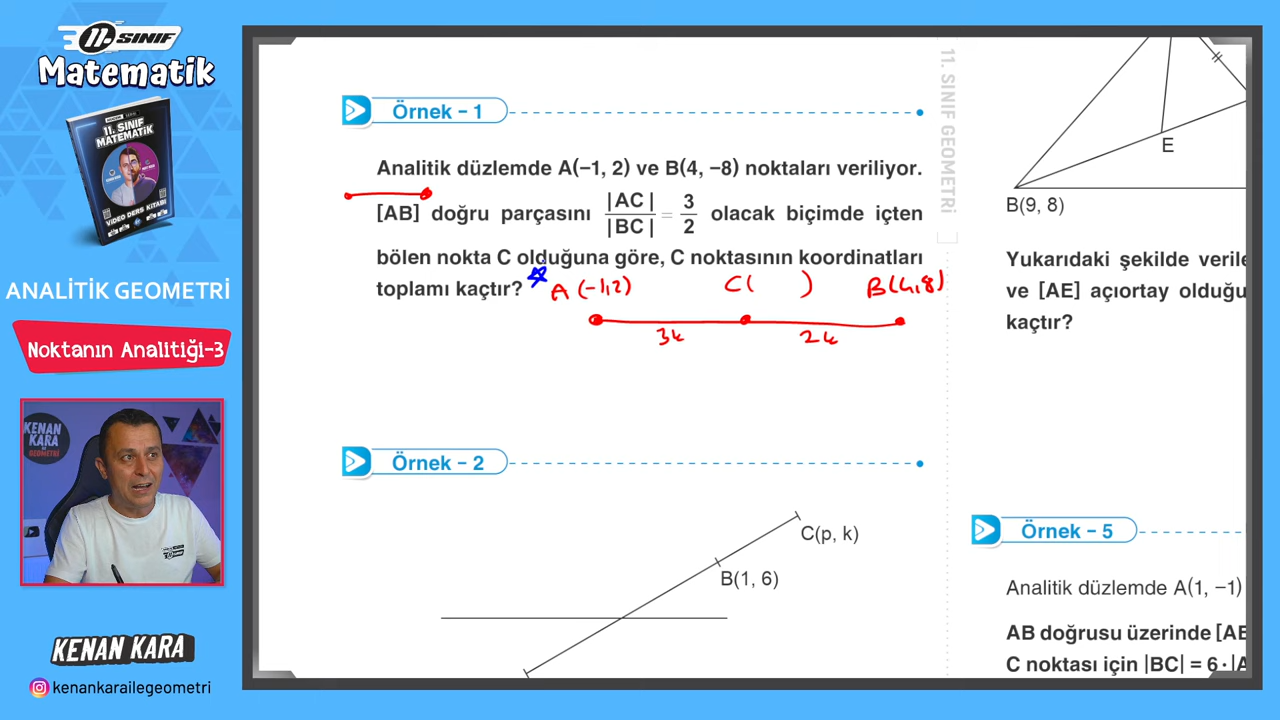 11. SINIF
Matematik
11. SINIF
MATEMATİK
VİDEO DERS KİTABI
ANALİTİK GEOMETRİ
Noktanın Analitiği-3
KENAN
KARA
GEOMETRİ
KENAN KARA
kenankarailegeometri
Örnek - 1
Analitik düzlemde A(–1, 2) ve B(4, –8) noktaları veriliyor.
[AB] doğru parçasını |AC| / |BC| = 3 / 2 olacak biçimde içten
bölen nokta C olduğuna göre, C noktasının koordinatları
toplamı kaçtır?
A (-1,2) C( ) B(4,8)
3k 2k
Örnek - 2
C(p, k)
B(1, 6)
11. SINIF GEOMETRİ
E
B(9, 8)
Yukarıdaki şekilde verile
ve [AE] açıortay olduğu
kaçtır?
Örnek - 5
Analitik düzlemde A(1, –1)
AB doğrusu üzerinde [AB
C noktası için |BC| = 6·|A